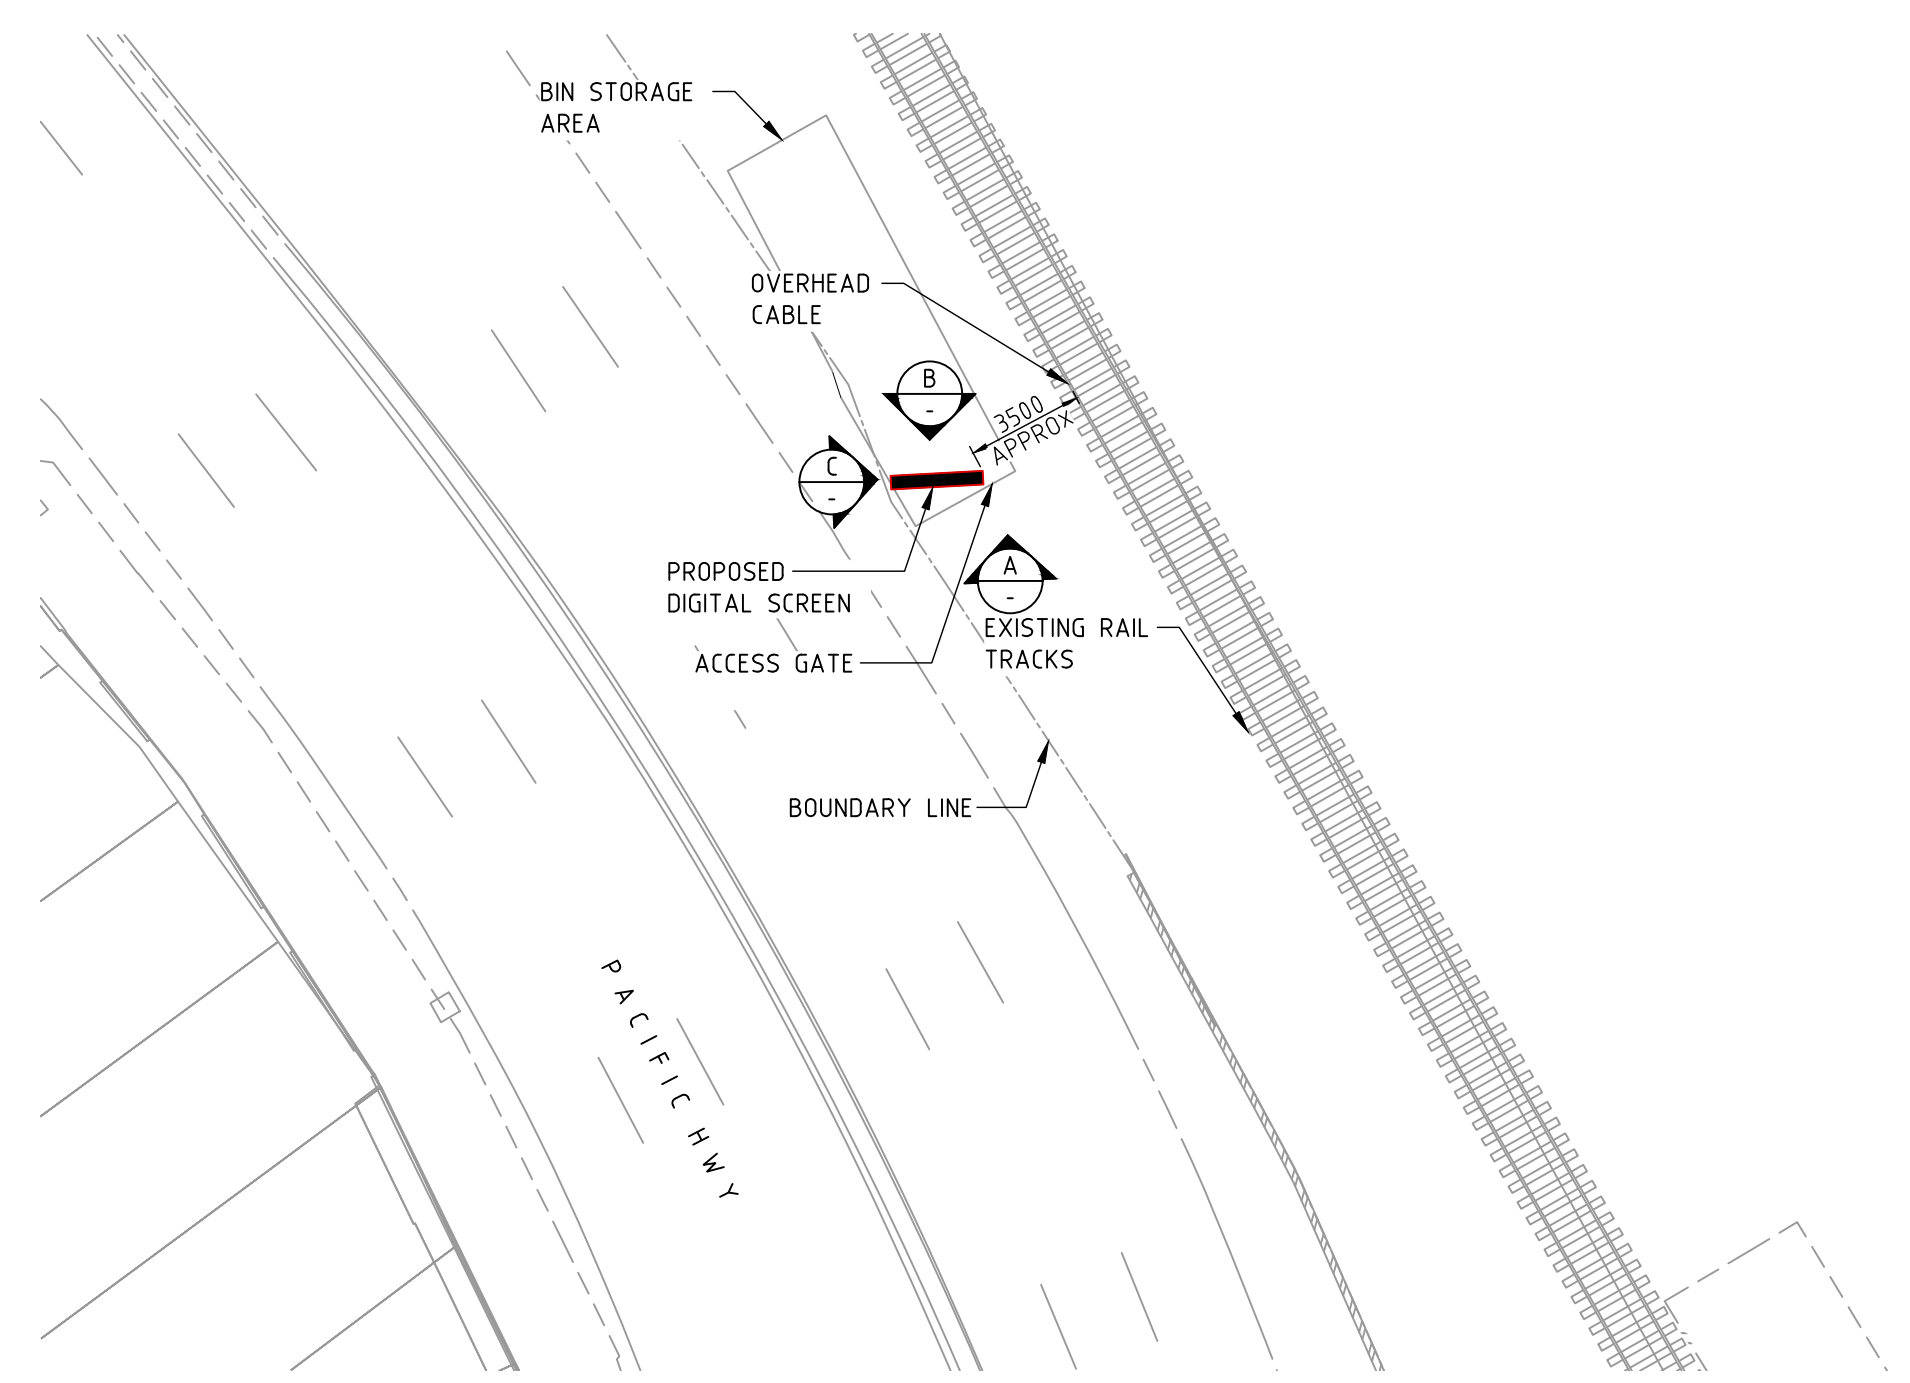 BIN STORAGE
AREA
OVERHEAD
CABLE
B
-
3500
APPROX
C
-
PROPOSED
DIGITAL SCREEN
A
-
EXISTING RAIL
TRACKS
ACCESS GATE
BOUNDARY LINE
PACIFIC HWY